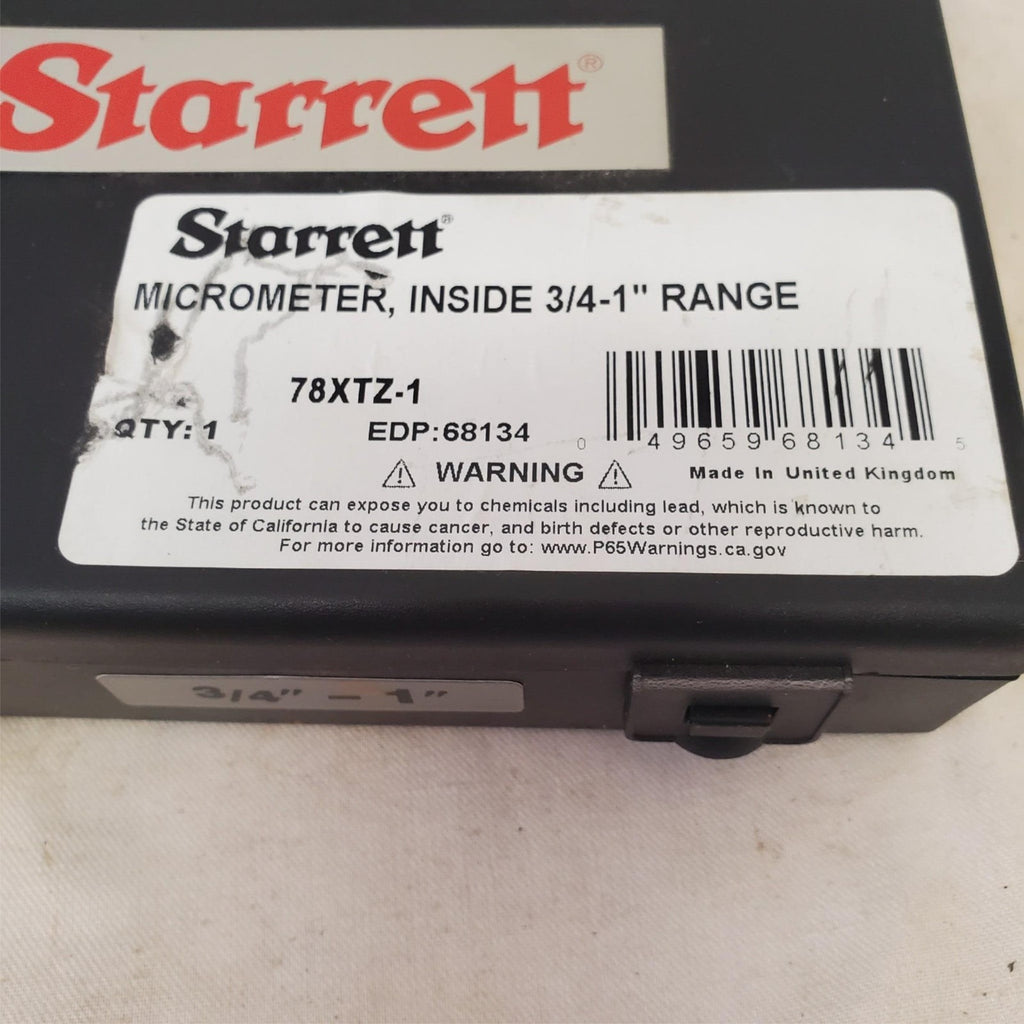 Starrett®
Starrett®
MICROMETER, INSIDE 3/4-1" RANGE
78XTZ-1
QTY: 1
EDP:68134
0 49659 68134 5
WARNING
Made In United Kingdom
This product can expose you to chemicals including lead, which is known to
the State of California to cause cancer, and birth defects or other reproductive harm.
For more information go to: www.P65Warnings.ca.gov
3/4" - 1"